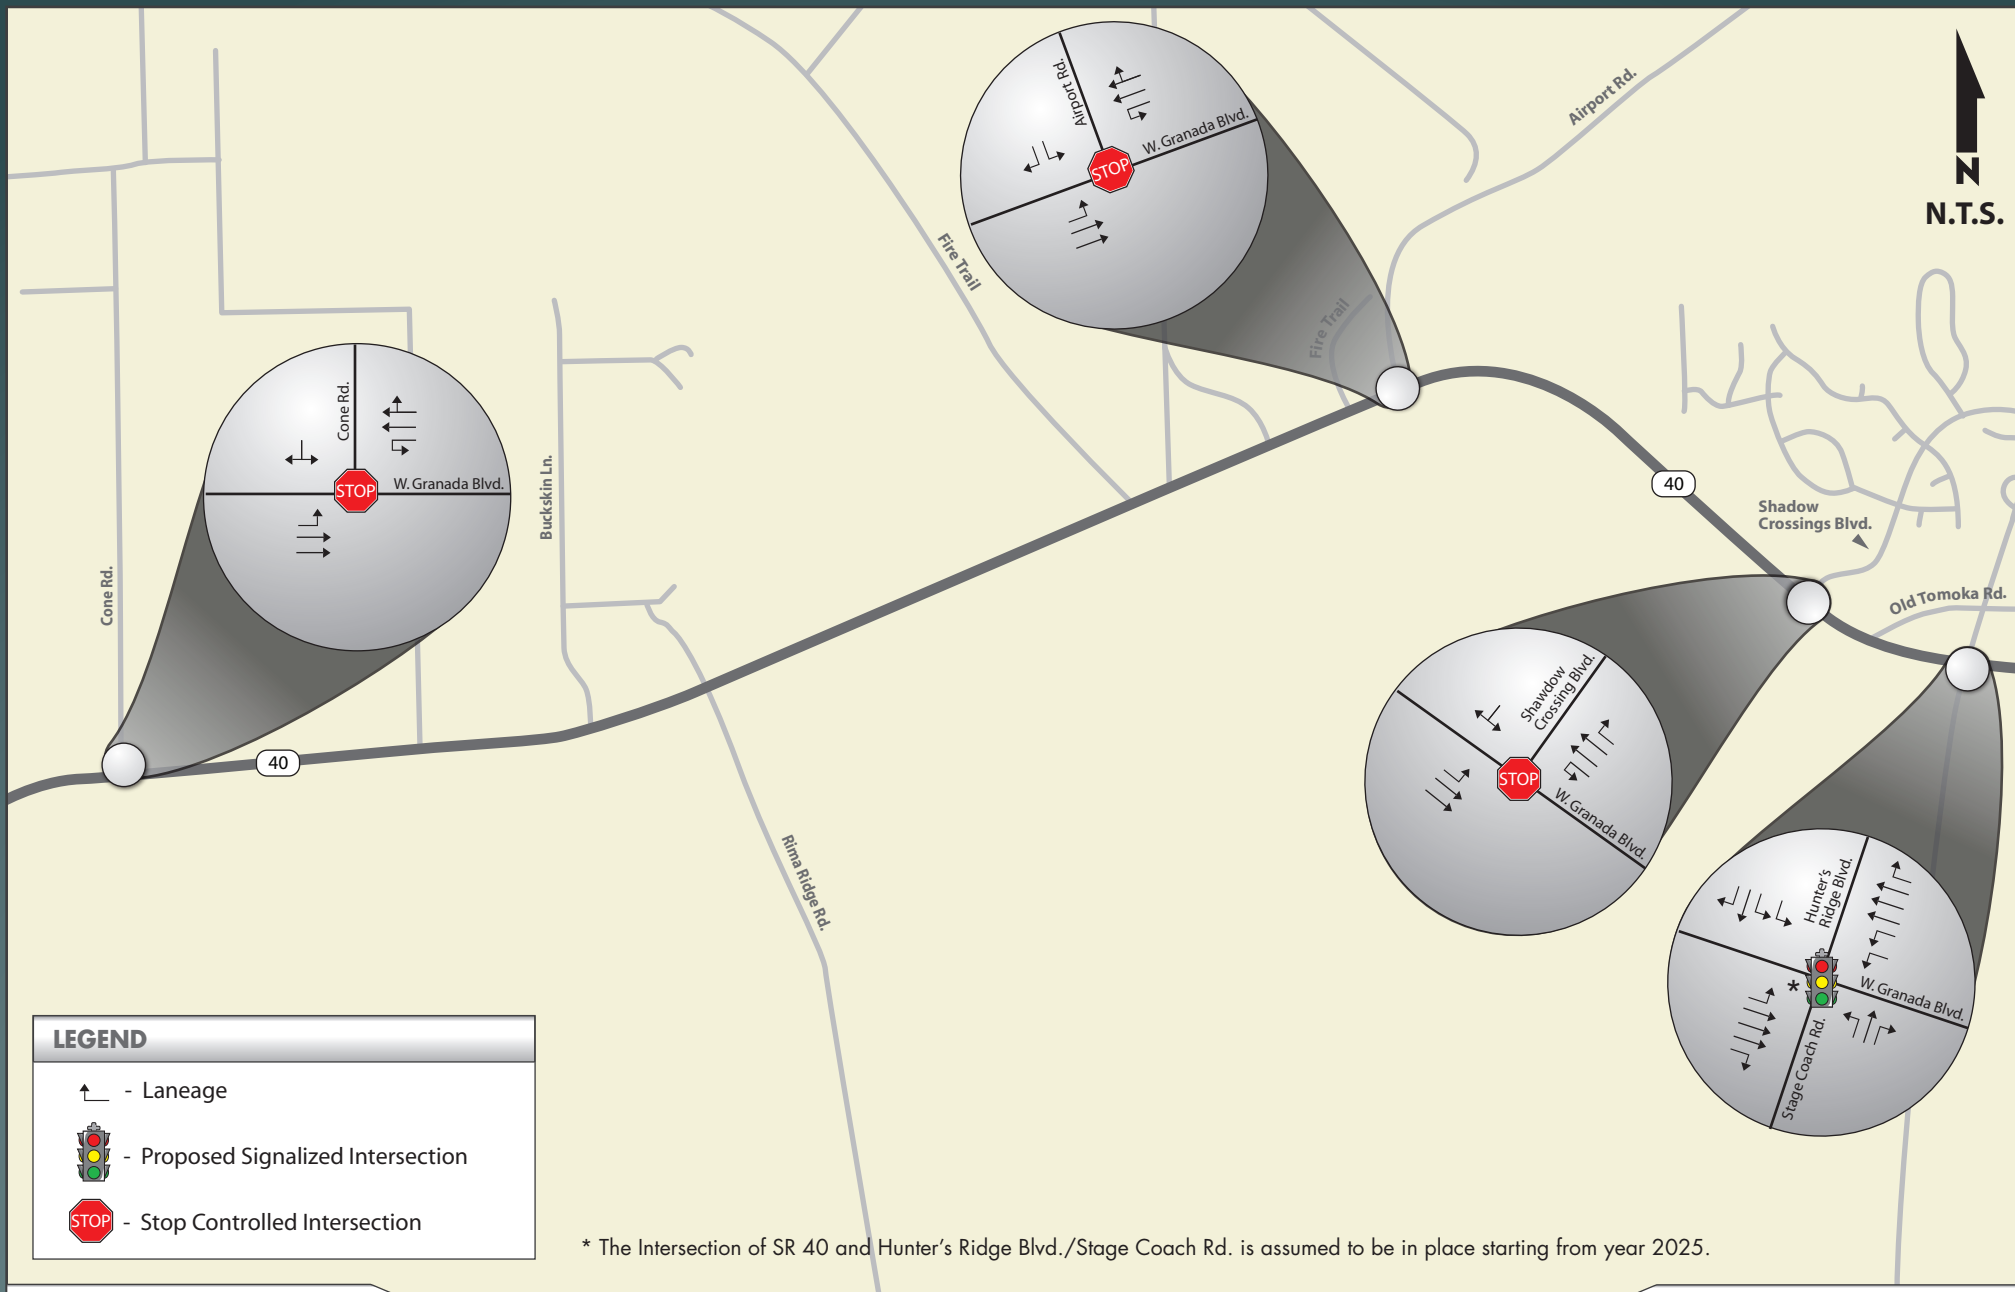 Airport Rd.
W. Granada Blvd.
STOP
Airport Rd.
N
N.T.S.
Fire Trail
Fire Trail
Cone Rd.
W. Granada Blvd.
STOP
Buckskin Ln.
Cone Rd.
40
40
Shadow
Crossings Blvd.
Old Tomoka Rd.
Shawdow
Crossing Blvd.
STOP
W. Granada Blvd.
Rima Ridge Rd.
Hunter's
Ridge Blvd.
*
W. Granada Blvd.
Stage Coach Rd.
LEGEND
- Laneage
- Proposed Signalized Intersection
STOP - Stop Controlled Intersection
* The Intersection of SR 40 and Hunter's Ridge Blvd./Stage Coach Rd. is assumed to be in place starting from year 2025.